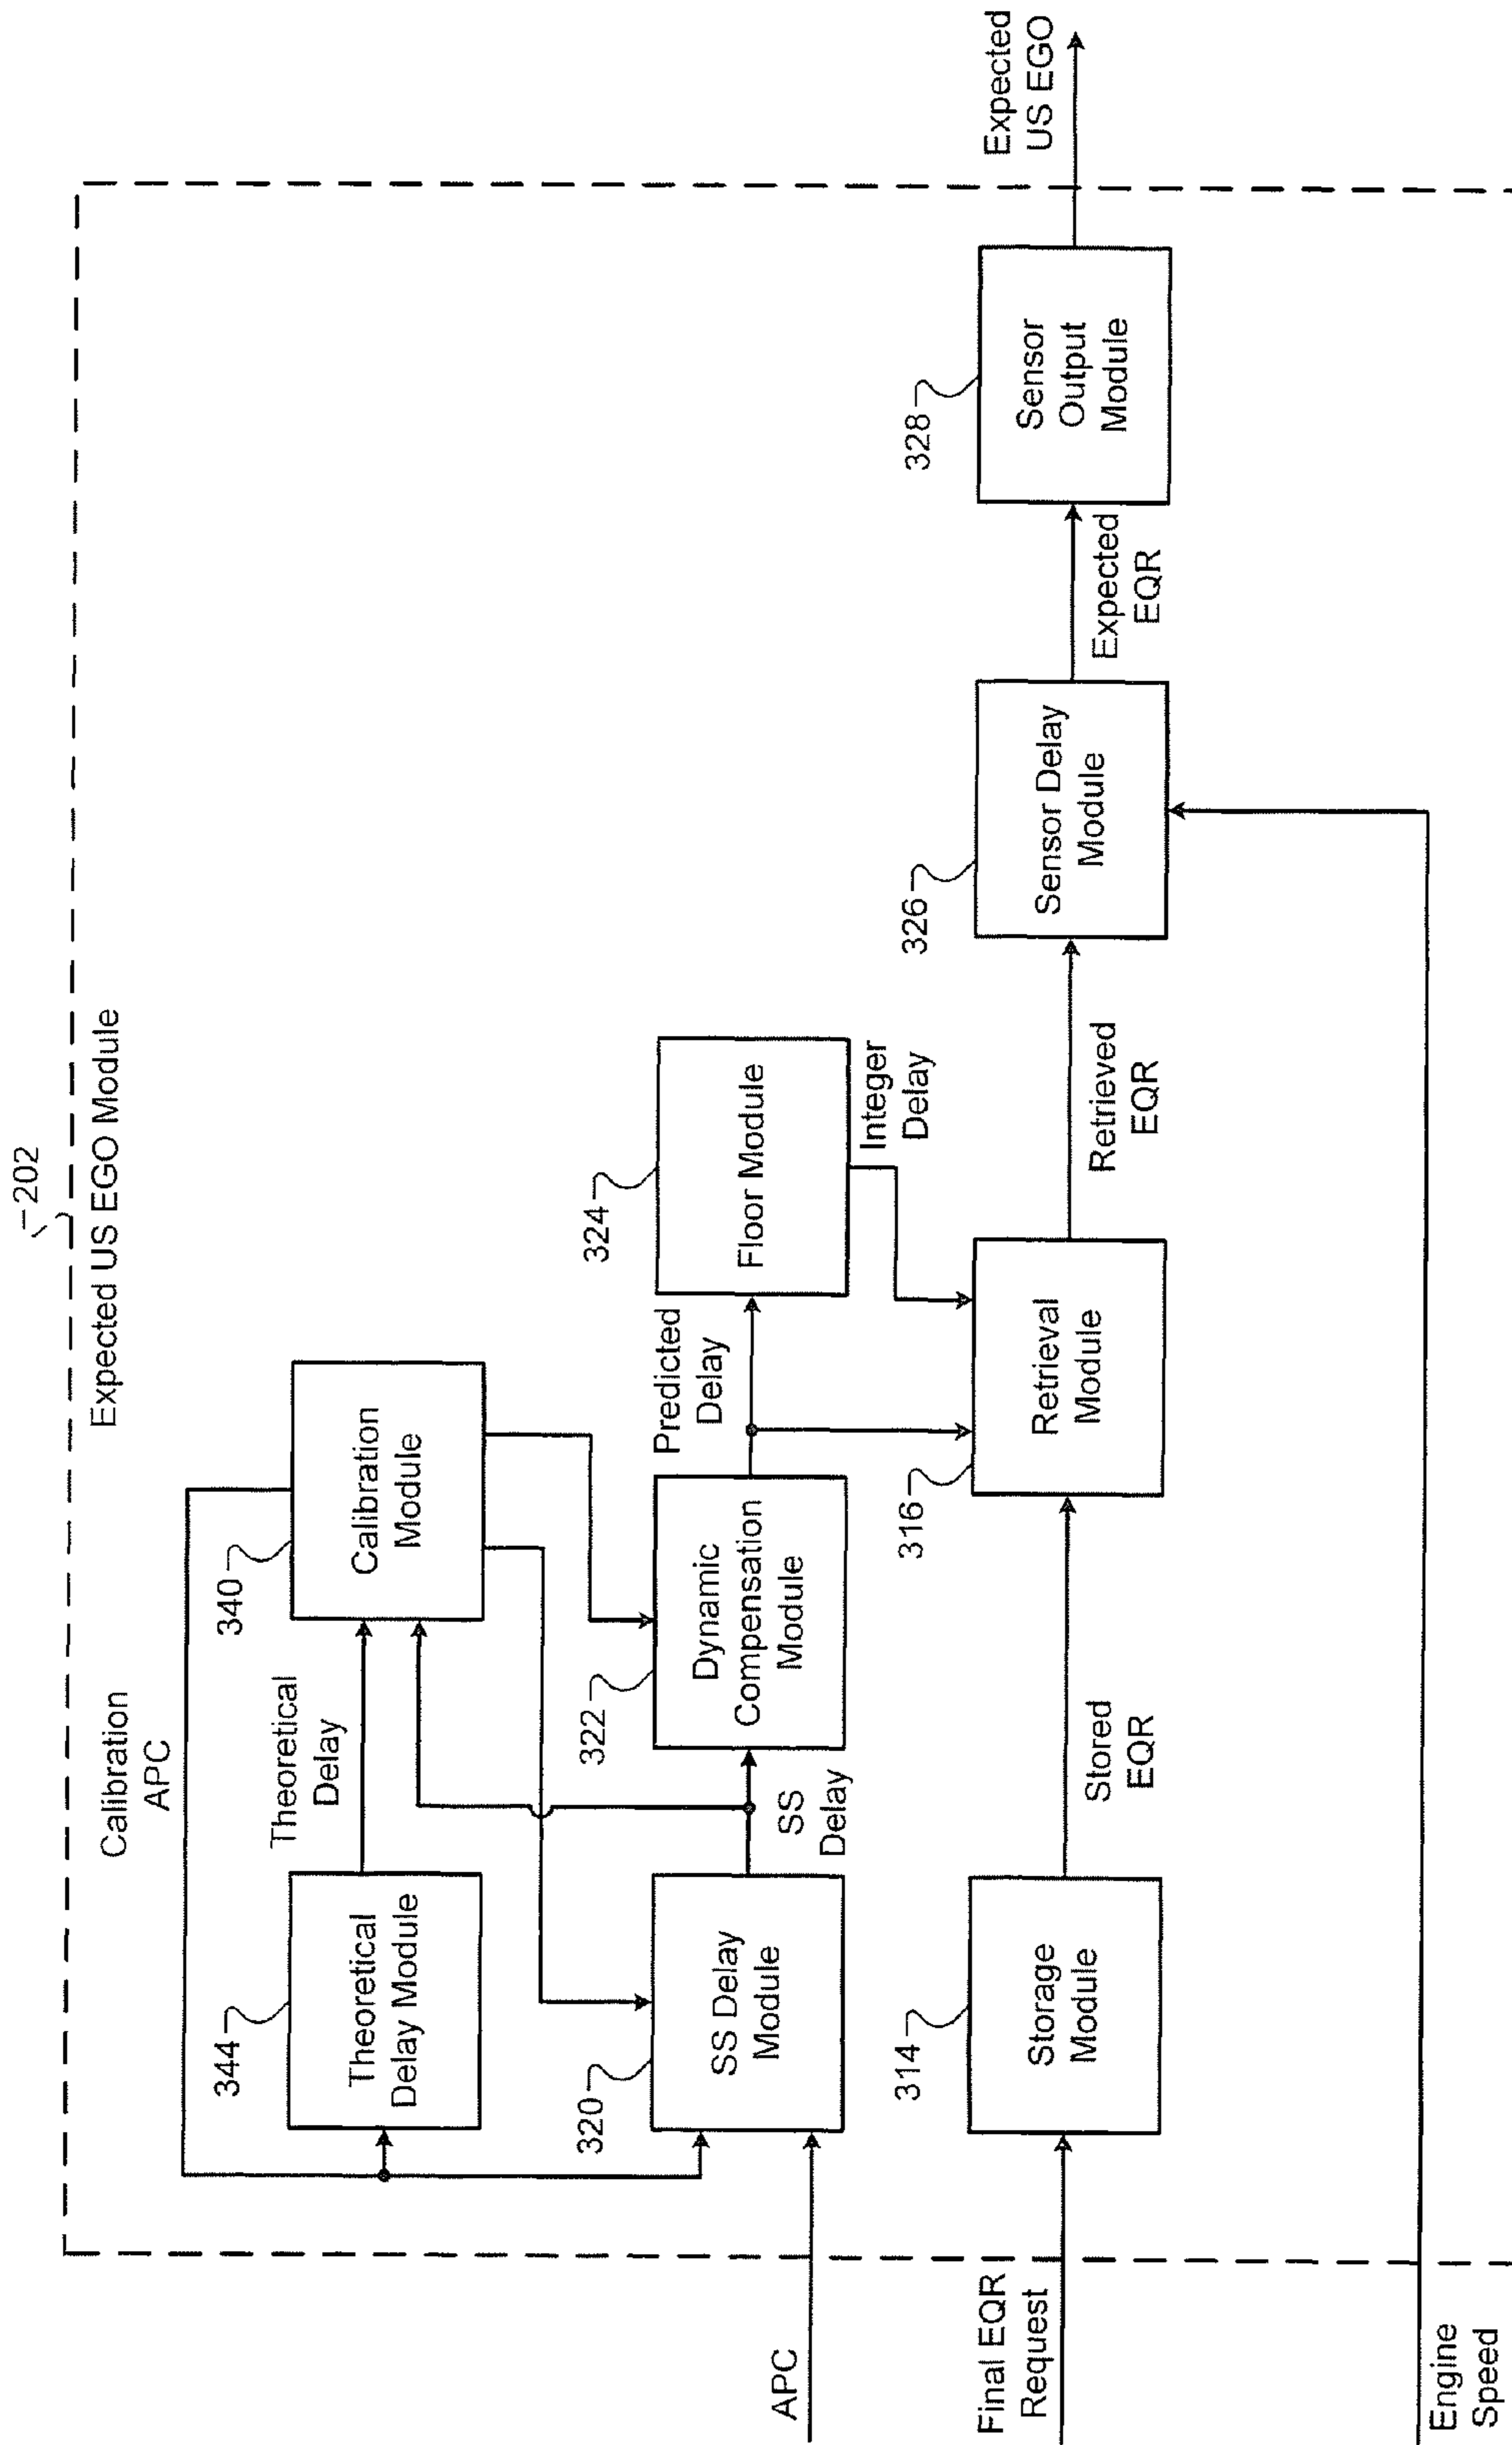 202
Expected US EGO Module
Calibration
APC
344
Theoretical
Delay Module
Theoretical
Delay
340
Calibration
Module
320
SS Delay
Module
SS
Delay
322
Dynamic
Compensation
Module
Predicted
Delay
324
Floor Module
Integer
Delay
APC
Final EQR
Request
314
Storage
Module
Stored
EQR
316
Retrieval
Module
Retrieved
EQR
326
Sensor Delay
Module
Expected
EQR
328
Sensor
Output
Module
Expected
US EGO
Engine
Speed